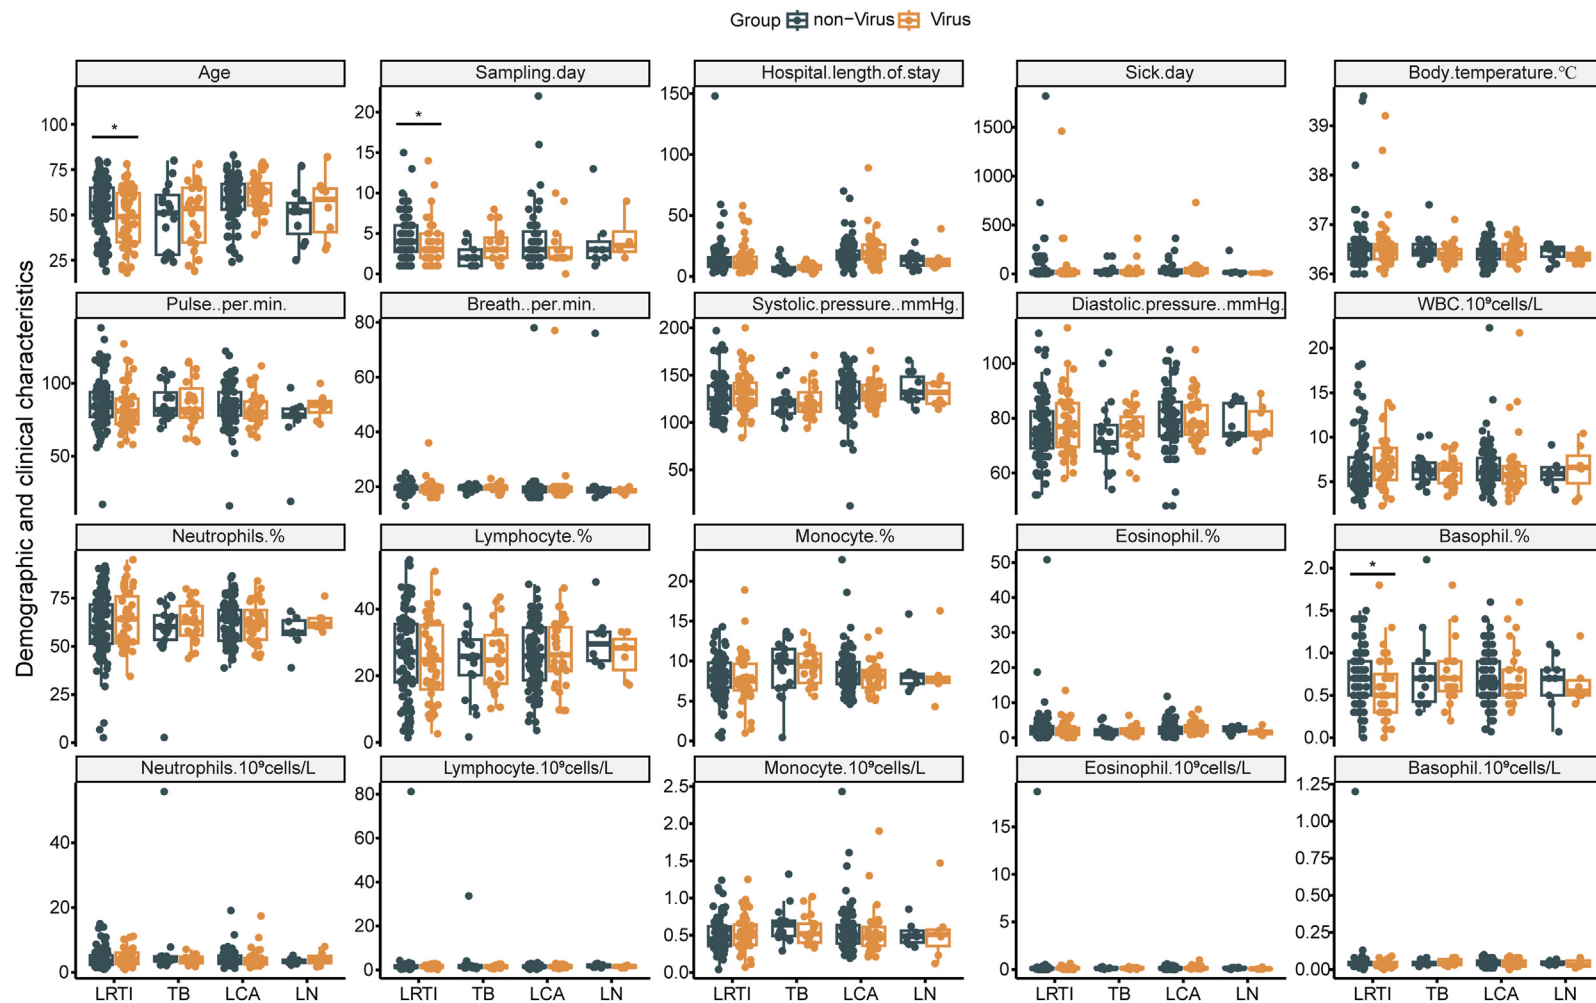 Group non-Virus Virus
Age Sampling.day Hospital.length.of.stay Sick.day Body.temperature.℃
100 75 50 25
*
20 15 10 5 0
*
150 100 50 0
1500 1000 500 0
39 38 37 36
Demographic and clinical characteristics
Pulse..per.min. Breath..per.min. Systolic.pressure..mmHg. Diastolic.pressure..mmHg. WBC.10⁹cells/L
100 50
80 60 40 20
200 150 100 50
100 80 60
20 15 10 5
Neutrophils.% Lymphocyte.% Monocyte.% Eosinophil.% Basophil.%
75 50 25 0
40 20 0
20 15 10 5 0
50 40 30 20 10 0
2.0 1.5 1.0 0.5 0.0
*
Neutrophils.10⁹cells/L Lymphocyte.10⁹cells/L Monocyte.10⁹cells/L Eosinophil.10⁹cells/L Basophil.10⁹cells/L
40 20 0
80 60 40 20 0
2.5 2.0 1.5 1.0 0.5 0.0
15 10 5 0
1.25 1.00 0.75 0.50 0.25 0.00
LRTI TB LCA LN LRTI TB LCA LN LRTI TB LCA LN LRTI TB LCA LN LRTI TB LCA LN